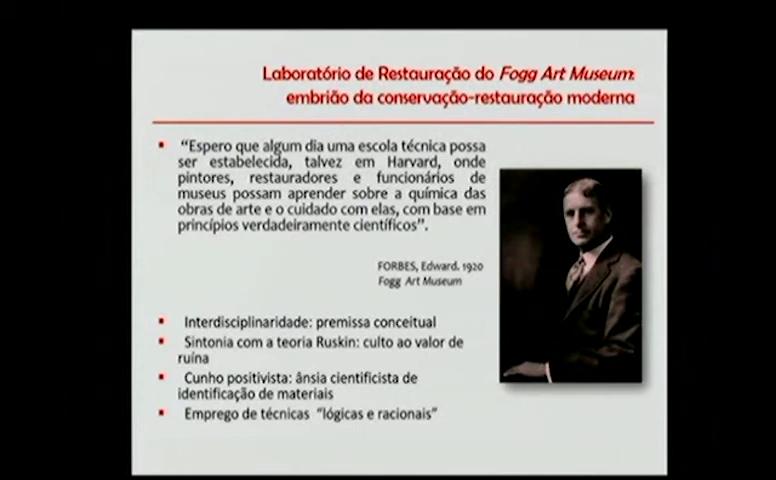 Laboratório de Restauração do Fogg Art Museum:
embrião da conservação-restauração moderna
▪ "Espero que algum dia uma escola técnica possa
ser estabelecida, talvez em Harvard, onde
pintores, restauradores e funcionários de
museus possam aprender sobre a química das
obras de arte e o cuidado com elas, com base em
princípios verdadeiramente científicos".
FORBES, Edward. 1920
Fogg Art Museum
▪ Interdisciplinaridade: premissa conceitual
▪ Sintonia com a teoria Ruskin: culto ao valor de
ruína
▪ Cunho positivista: ânsia cientificista de
identificação de materiais
▪ Emprego de técnicas "lógicas e racionais"